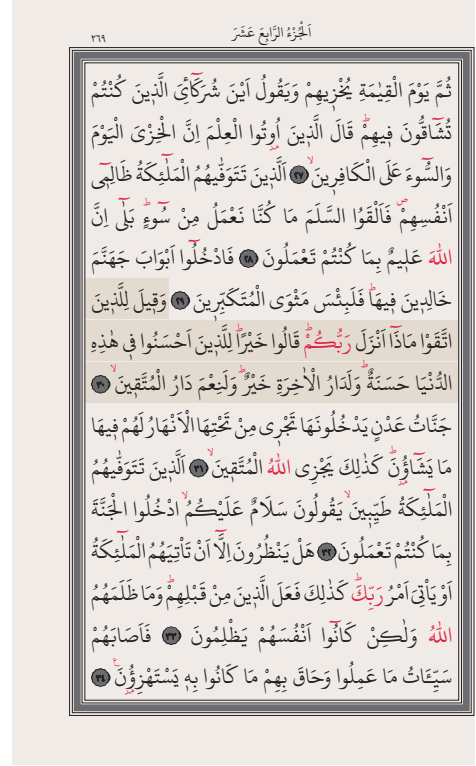 اَلْجُزْءُ الرَّابِعَ عَشَرَ
٢٦٩
ثُمَّ يَوْمَ الْقِيٰمَةِ يُخْزٖيهِمْ وَيَقُولُ اَيْنَ شُرَكَٓائِيَ الَّذٖينَ كُنْتُمْ
تُشَٓاقُّونَ فٖيهِمْؕ قَالَ الَّذٖينَ اُو۫تُوا الْعِلْمَ اِنَّ الْخِزْيَ الْيَوْمَ
وَالسُّٓوءَ عَلَى الْكَافِرٖينَۙ ﴿٢٧﴾ اَلَّذٖينَ تَتَوَفّٰيهُمُ الْمَلٰٓئِكَةُ ظَالِمٖٓي
اَنْفُسِهِمْࣕ فَاَلْقَوُا السَّلَمَ مَا كُنَّا نَعْمَلُ مِنْ سُٓوءٍؕ بَلٰٓى اِنَّ
اللّٰهَ عَلٖيمٌ بِمَا كُنْتُمْ تَعْمَلُونَ ﴿٢٨﴾ فَادْخُلُٓوا اَبْوَابَ جَهَنَّمَ
خَالِدٖينَ فٖيهَاؕ فَلَبِئْسَ مَثْوَى الْمُتَكَبِّرٖينَ ﴿٢٩﴾ وَقٖيلَ لِلَّذٖينَ
اتَّقَوْا مَاذَٓا اَنْزَلَ رَبُّكُمْؕ قَالُوا خَيْرًاؕ لِلَّذٖينَ اَحْسَنُوا فٖي هٰذِهِ
الدُّنْيَا حَسَنَةٌؕ وَلَدَارُ الْاٰخِرَةِ خَيْرٌؕ وَلَنِعْمَ دَارُ الْمُتَّقٖينَۙ ﴿٣٠﴾
جَنَّاتُ عَدْنٍ يَدْخُلُونَهَا تَجْرٖي مِنْ تَحْتِهَا الْاَنْهَارُ لَهُمْ فٖيهَا
مَا يَشَٓاؤُ۫نَؕ كَذٰلِكَ يَجْزِي اللّٰهُ الْمُتَّقٖينَۙ ﴿٣١﴾ اَلَّذٖينَ تَتَوَفّٰيهُمُ
الْمَلٰٓئِكَةُ طَيِّبٖينَۙ يَقُولُونَ سَلَامٌ عَلَيْكُمُۙ ادْخُلُوا الْجَنَّةَ
بِمَا كُنْتُمْ تَعْمَلُونَ ﴿٣٢﴾ هَلْ يَنْظُرُونَ اِلَّٓا اَنْ تَأْتِيَهُمُ الْمَلٰٓئِكَةُ
اَوْ يَأْتِيَ اَمْرُ رَبِّكَؕ كَذٰلِكَ فَعَلَ الَّذٖينَ مِنْ قَبْلِهِمْؕ وَمَا ظَلَمَهُمُ
اللّٰهُ وَلٰكِنْ كَانُٓوا اَنْفُسَهُمْ يَظْلِمُونَ ﴿٣٣﴾ فَاَصَابَهُمْ
سَيِّـَٔاتُ مَا عَمِلُوا وَحَاقَ بِهِمْ مَا كَانُوا بِهٖ يَسْتَهْزِؤُ۫نَ۟ ﴿٣٤﴾